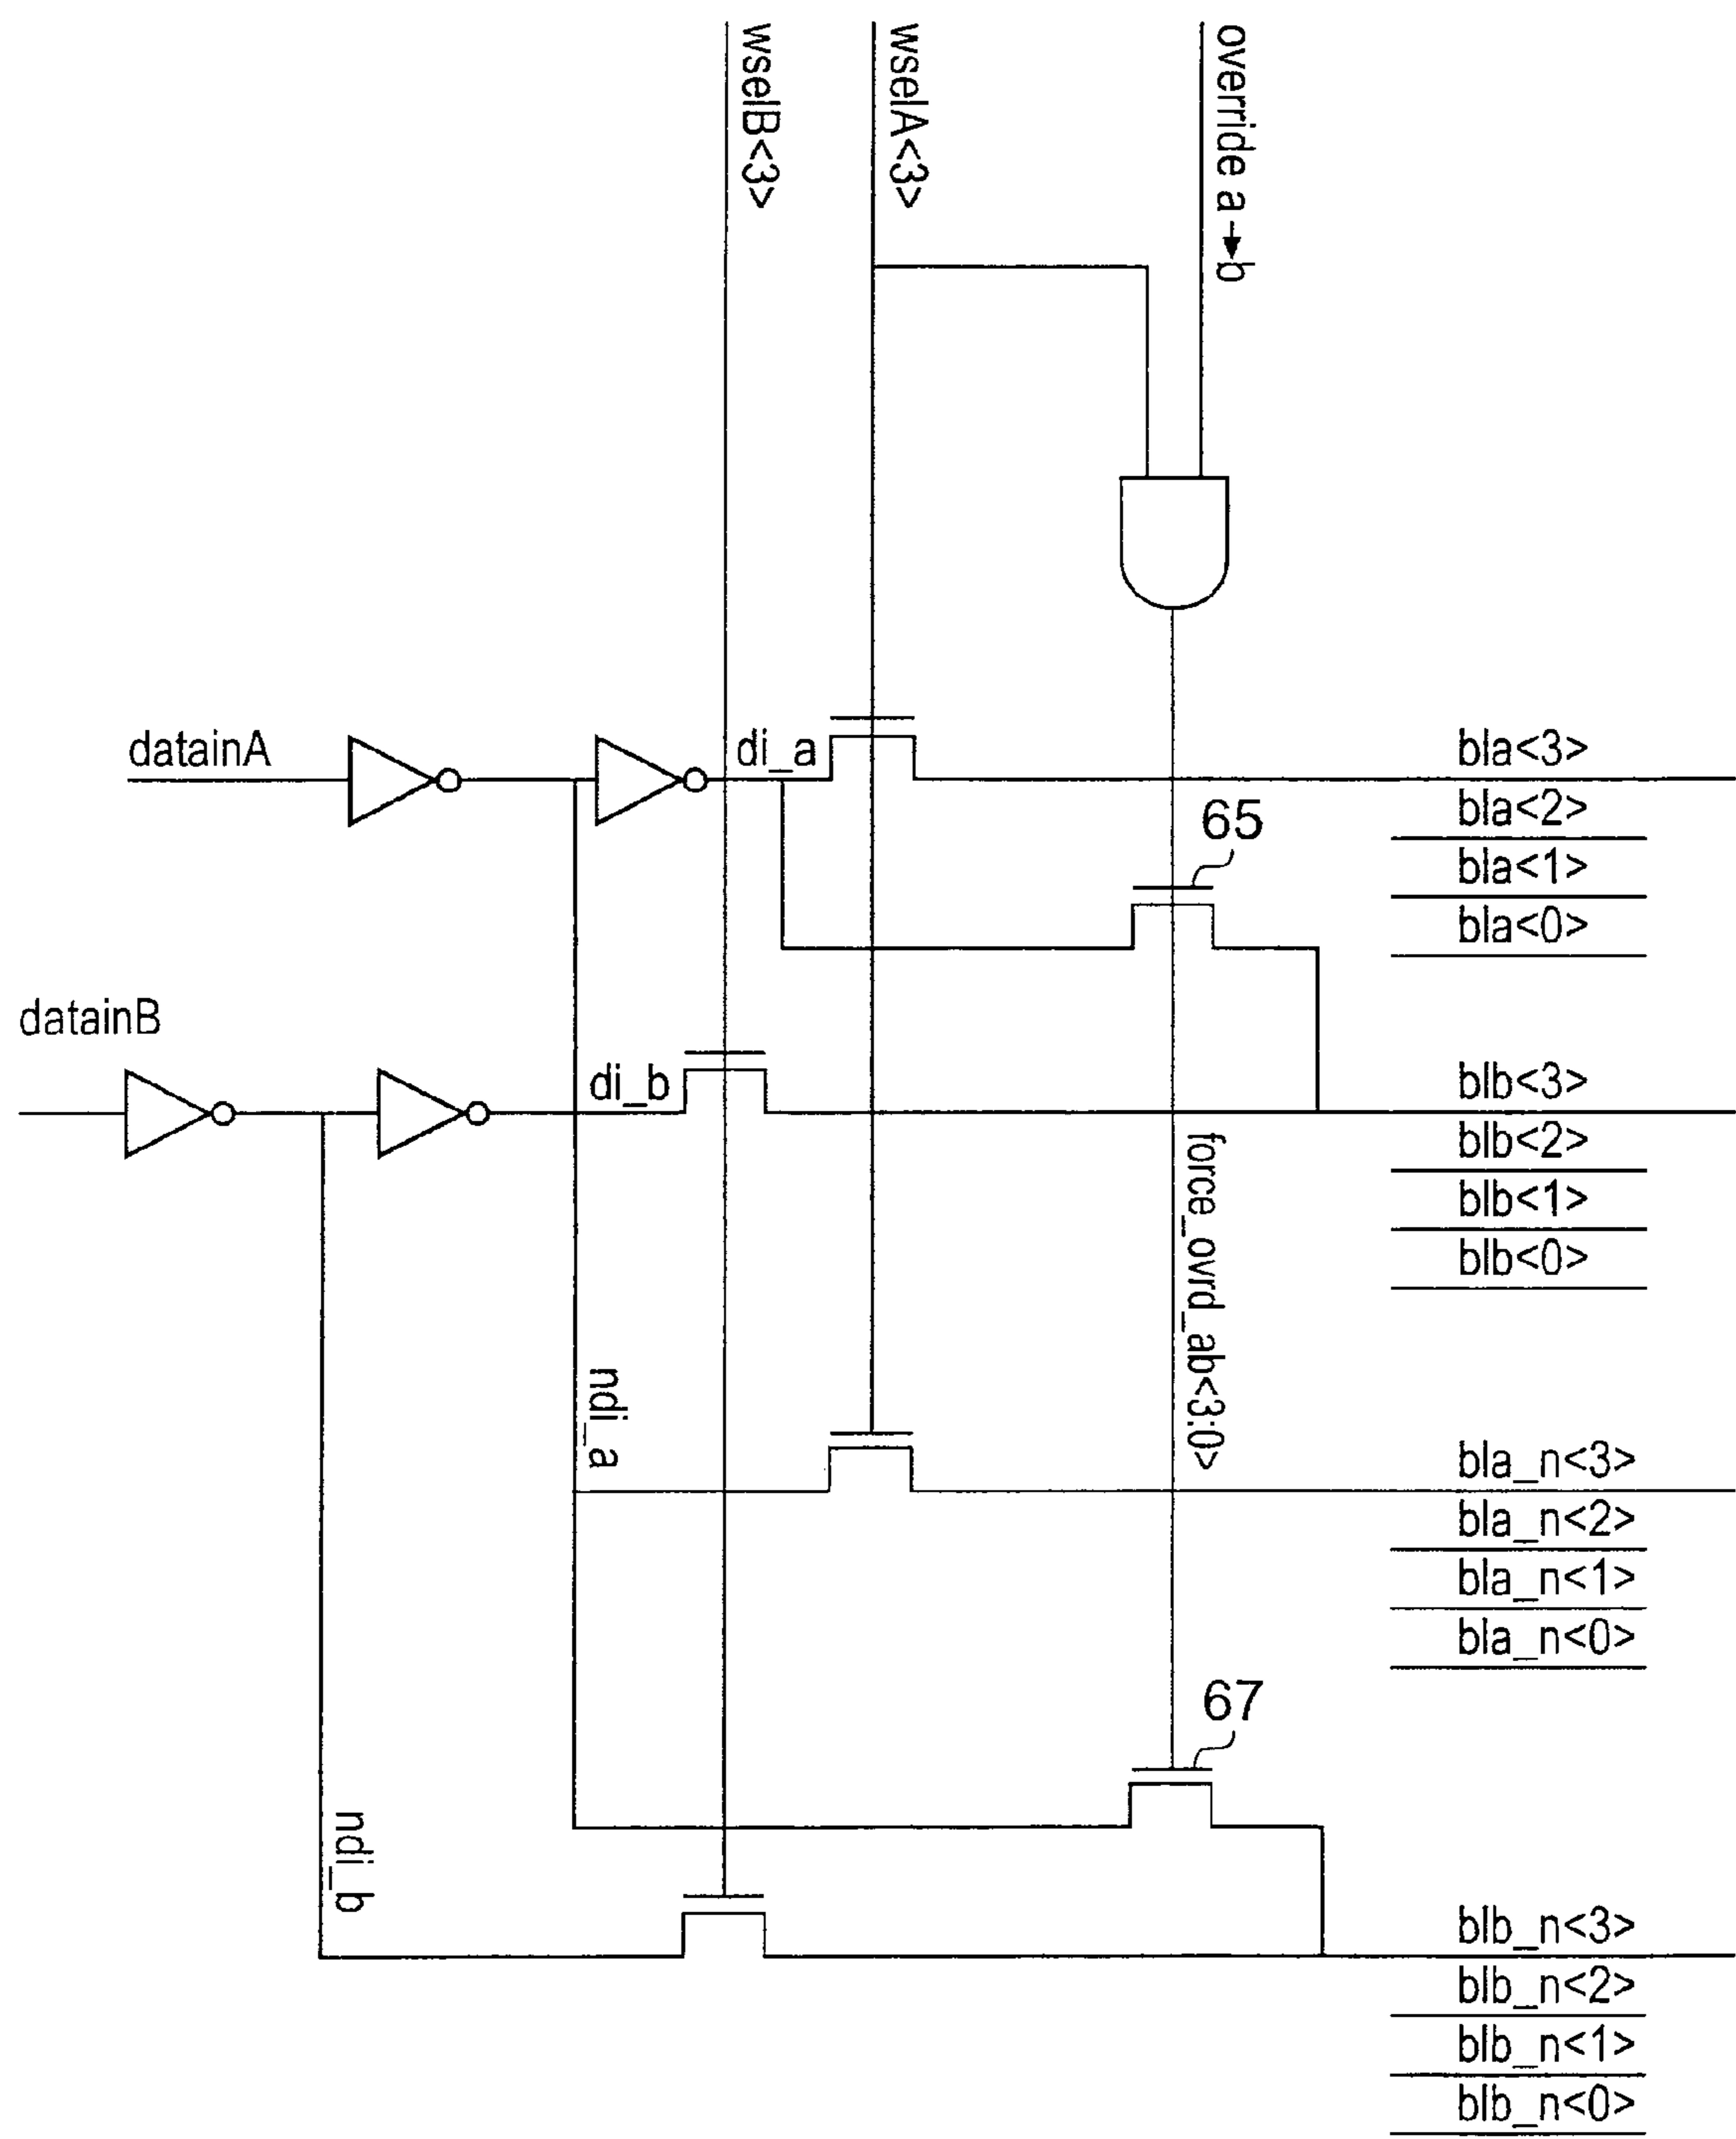 wselB<3>
wselA<3>
override a→b
datainA
di_a
bla<3>
bla<2>
65
bla<1>
bla<0>
datainB
di_b
blb<3>
blb<2>
blb<1>
blb<0>
force_ovrd_ab<3:0>
ndi_a
bla_n<3>
bla_n<2>
bla_n<1>
bla_n<0>
67
ndi_b
blb_n<3>
blb_n<2>
blb_n<1>
blb_n<0>